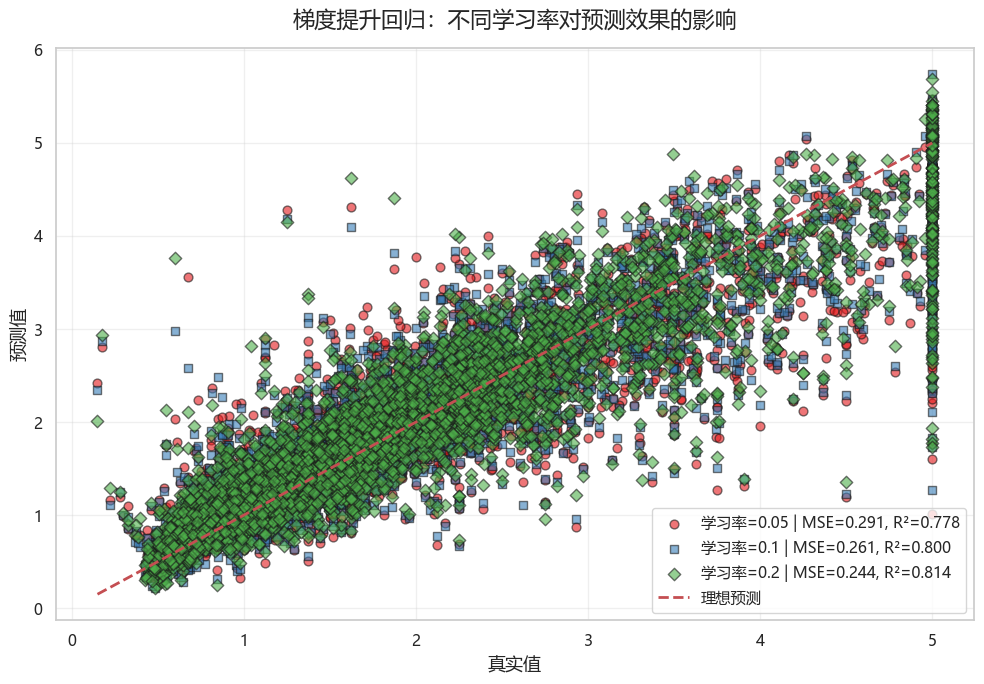 梯度提升回归：不同学习率对预测效果的影响
预测值
6
5
4
3
2
1
0
学习率=0.05 | MSE=0.291, R²=0.778
学习率=0.1 | MSE=0.261, R²=0.800
学习率=0.2 | MSE=0.244, R²=0.814
理想预测
0 1 2 3 4 5
真实值